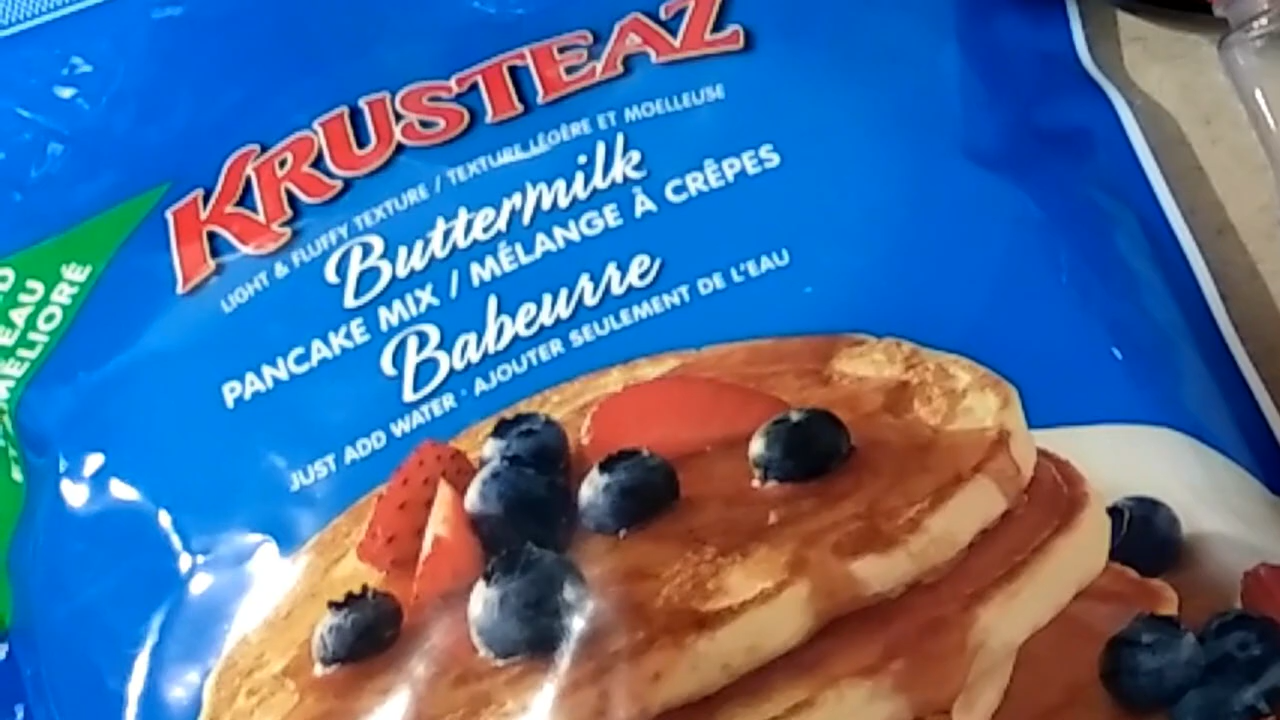 KRUSTEAZ
LIGHT & FLUFFY TEXTURE / TEXTURE LÉGÈRE ET MOELLEUSE
Buttermilk
PANCAKE MIX / MÉLANGE À CRÊPES
Babeurre
JUST ADD WATER · AJOUTER SEULEMENT DE L'EAU